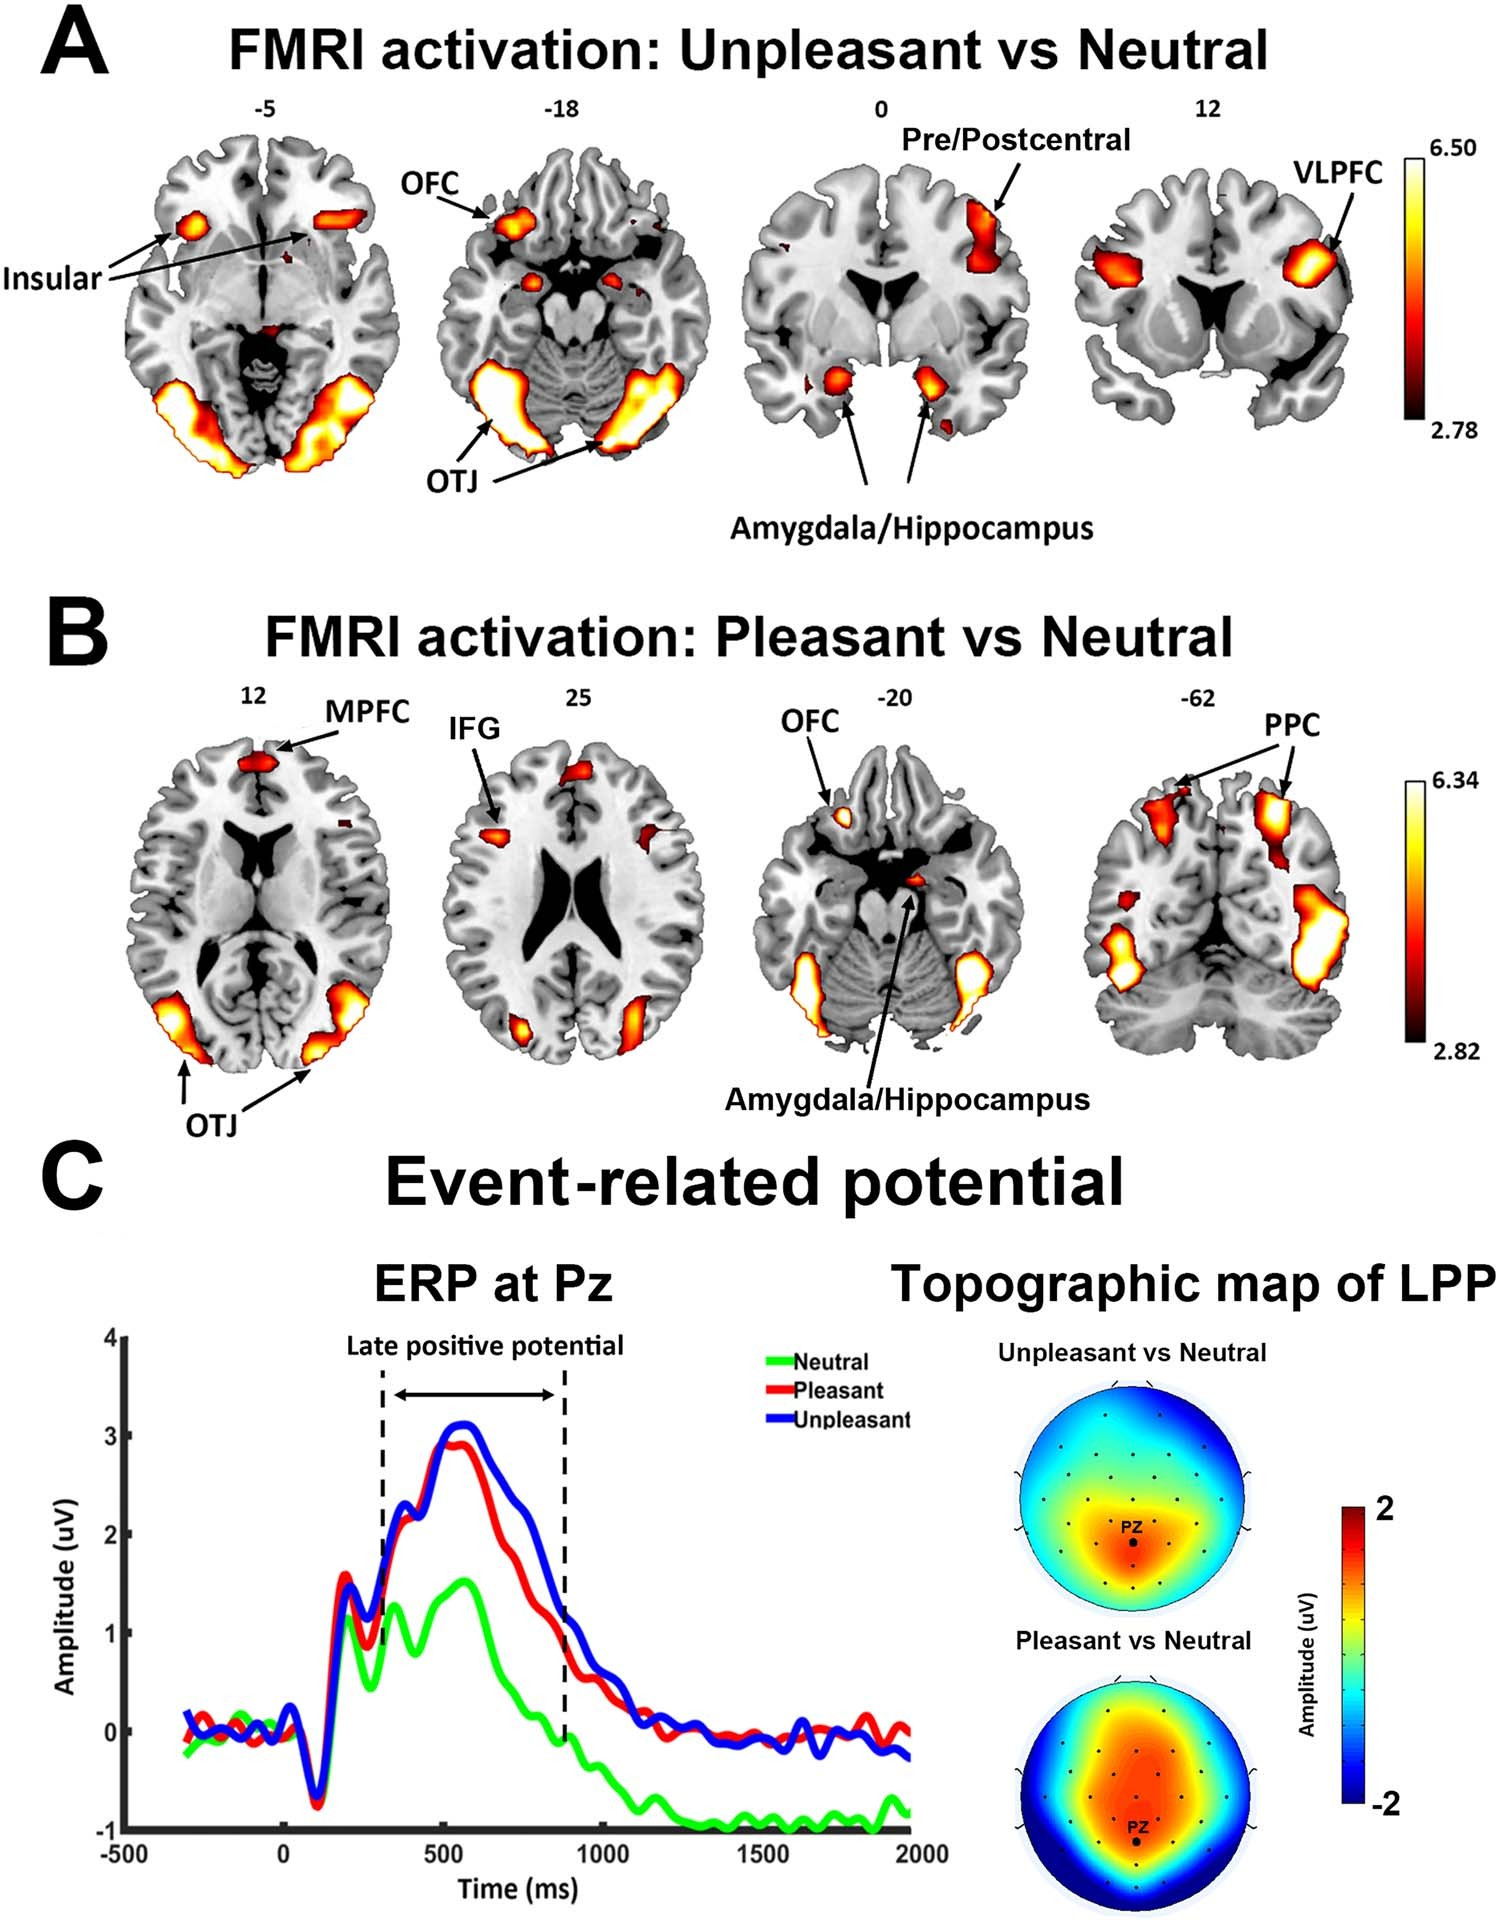 A
FMRI activation: Unpleasant vs Neutral
-5
-18
0
12
Pre/Postcentral
VLPFC
OFC
Insular
OTJ
Amygdala/Hippocampus
6.50
2.78
B
FMRI activation: Pleasant vs Neutral
12
25
-20
-62
MPFC
IFG
OFC
PPC
OTJ
Amygdala/Hippocampus
6.34
2.82
C
Event-related potential
ERP at Pz
Late positive potential
Neutral
Pleasant
Unpleasant
4
3
2
1
0
-1
Amplitude (uV)
-500
0
500
1000
1500
2000
Time (ms)
Topographic map of LPP
Unpleasant vs Neutral
PZ
Pleasant vs Neutral
PZ
2
-2
Amplitude (uV)